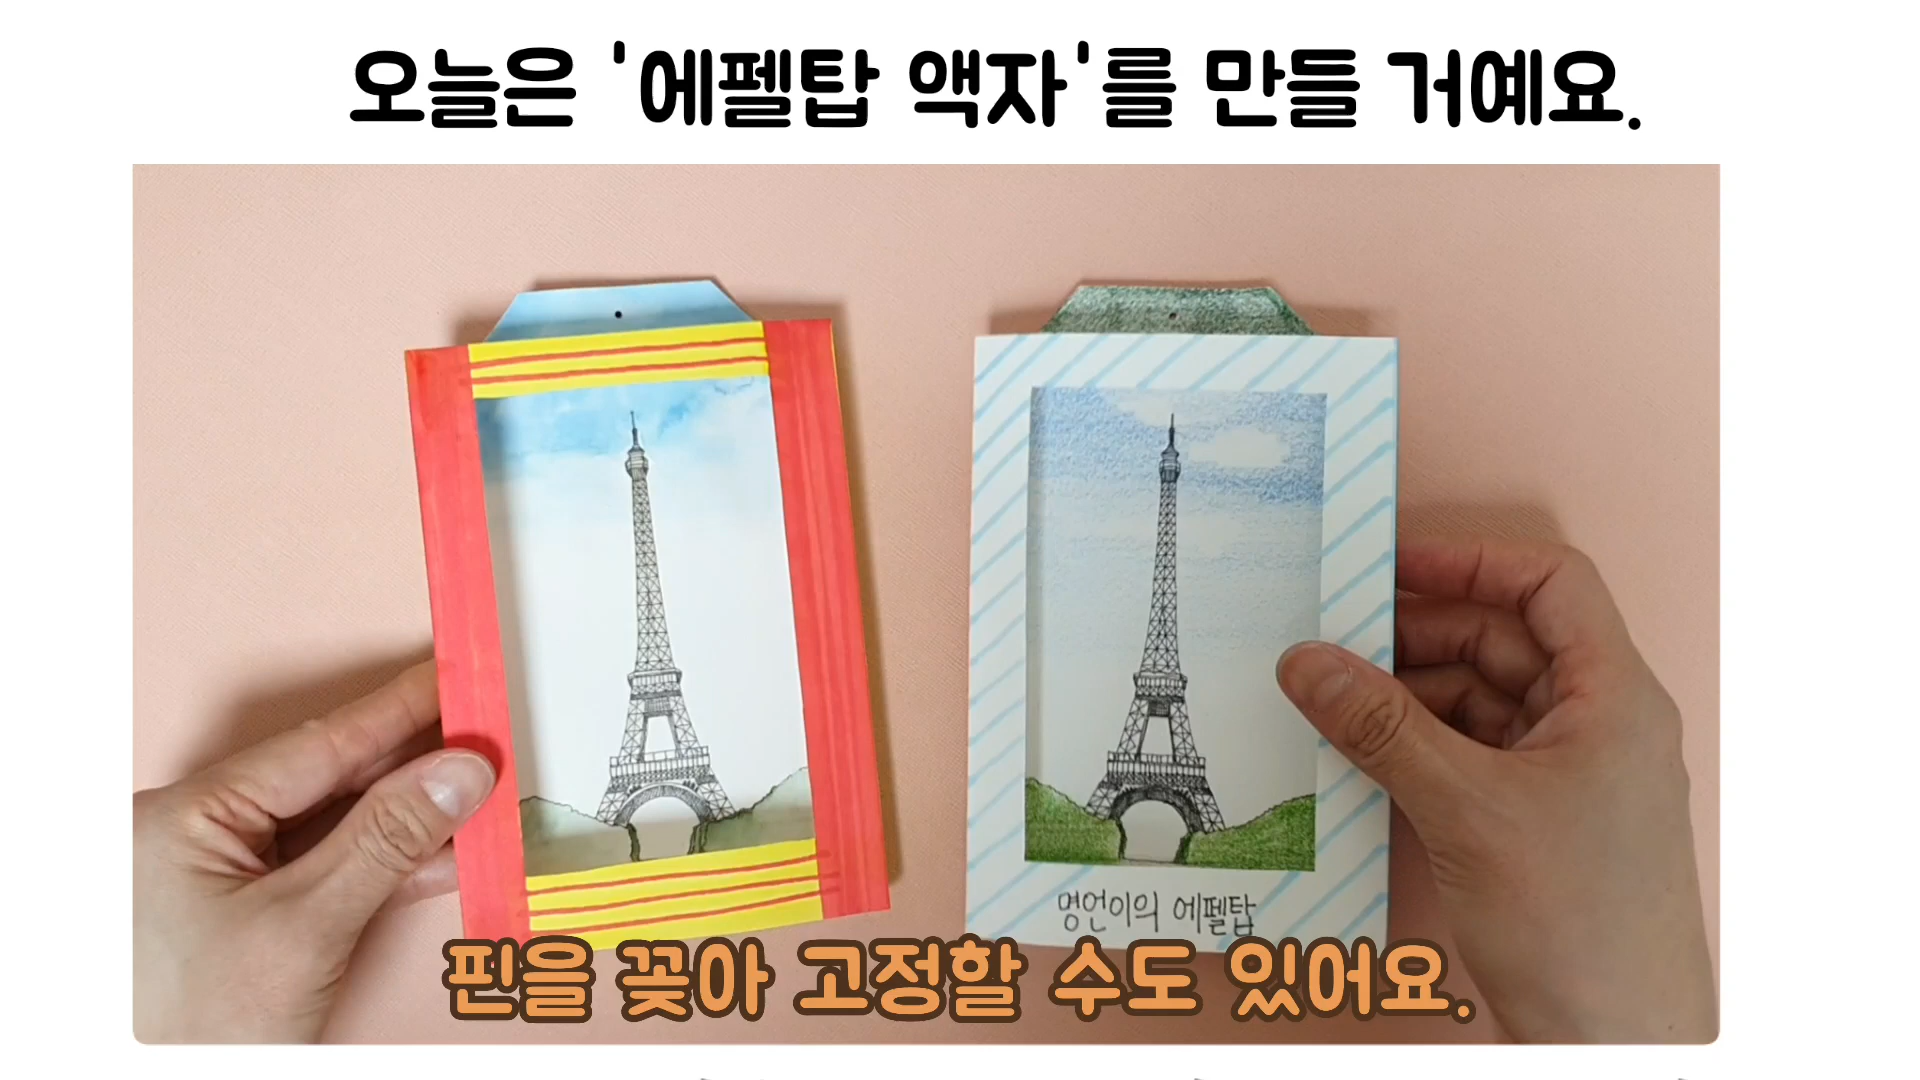 오늘은 '에펠탑 액자'를 만들 거예요.
명언이의 에펠탑
핀을 꽂아 고정할 수도 있어요.